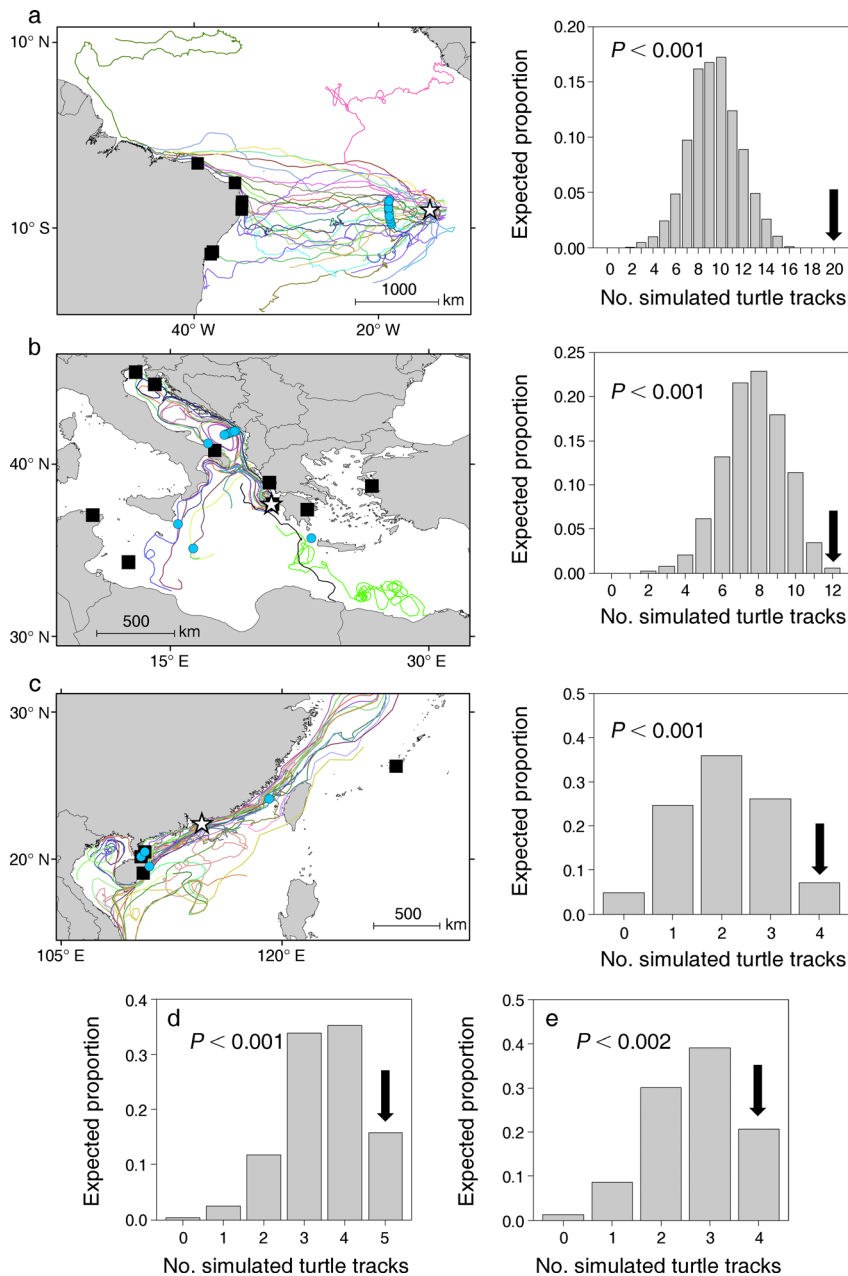 a
10° N
10° S
1000
km
40° W
20° W
0.20
0.15
0.10
0.05
0.00
P < 0.001
Expected proportion
0 2 4 6 8 10 12 14 16 18 20
No. simulated turtle tracks
b
40° N
30° N
500
km
15° E
30° E
0.25
0.20
0.15
0.10
0.05
0.00
P < 0.001
Expected proportion
0 2 4 6 8 10 12
No. simulated turtle tracks
c
30° N
20° N
500
km
105° E
120° E
0.5
0.4
0.3
0.2
0.1
0.0
P < 0.001
Expected proportion
0 1 2 3 4
No. simulated turtle tracks
d
0.4
0.3
0.2
0.1
0.0
P < 0.001
Expected proportion
0 1 2 3 4 5
No. simulated turtle tracks
e
0.5
0.4
0.3
0.2
0.1
0.0
P < 0.002
Expected proportion
0 1 2 3 4
No. simulated turtle tracks